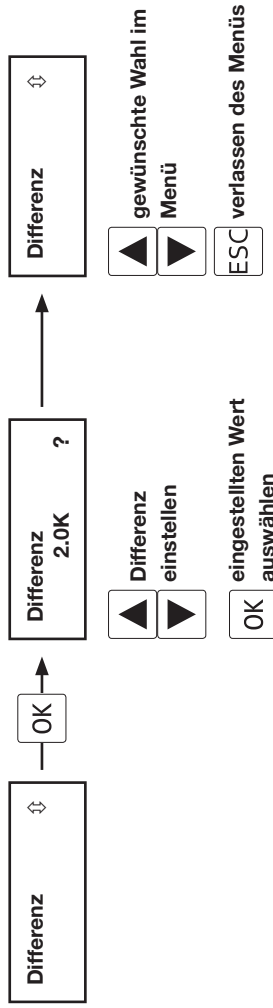 Differenz ⇳
OK
Differenz
2.0K ?
▲ ▼ Differenz
einstellen
OK eingestellten Wert
auswählen
Differenz ⇳
▲ ▼ gewünschte Wahl im
Menü
ESC verlassen des Menüs